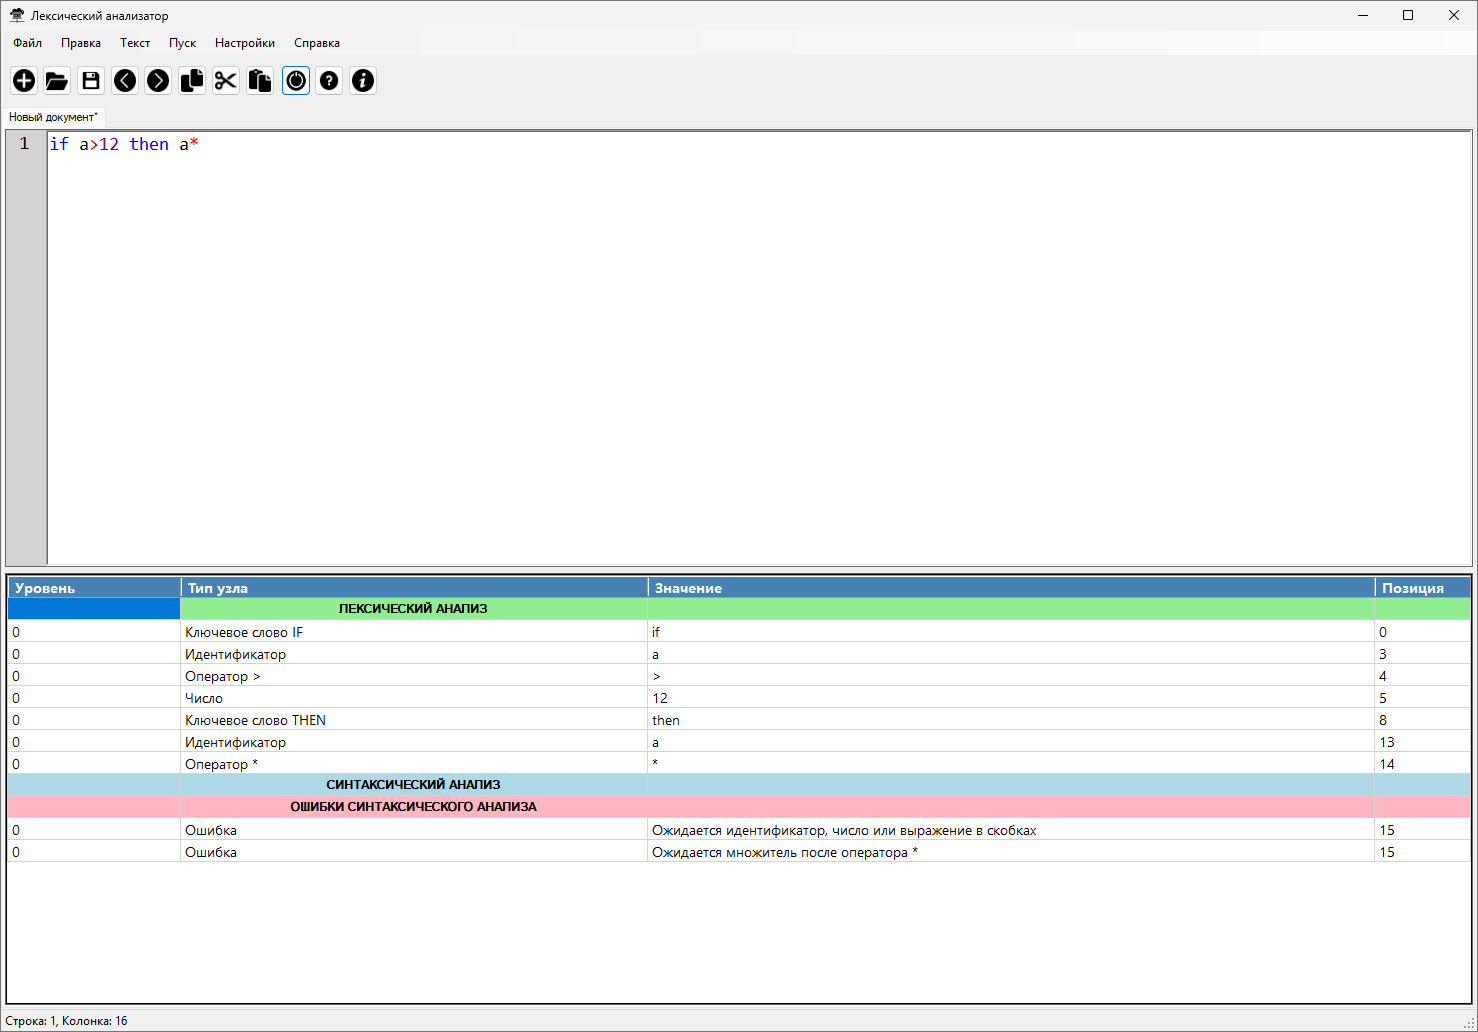 Лексический анализатор
Файл Правка Текст Пуск Настройки Справка
Новый документ*
1 if a>12 then a*
Уровень Тип узла Значение Позиция
ЛЕКСИЧЕСКИЙ АНАЛИЗ
0 Ключевое слово IF if 0
0 Идентификатор a 3
0 Оператор > > 4
0 Число 12 5
0 Ключевое слово THEN then 8
0 Идентификатор a 13
0 Оператор * * 14
СИНТАКСИЧЕСКИЙ АНАЛИЗ
ОШИБКИ СИНТАКСИЧЕСКОГО АНАЛИЗА
0 Ошибка Ожидается идентификатор, число или выражение в скобках 15
0 Ошибка Ожидается множитель после оператора * 15
Строка: 1, Колонка: 16